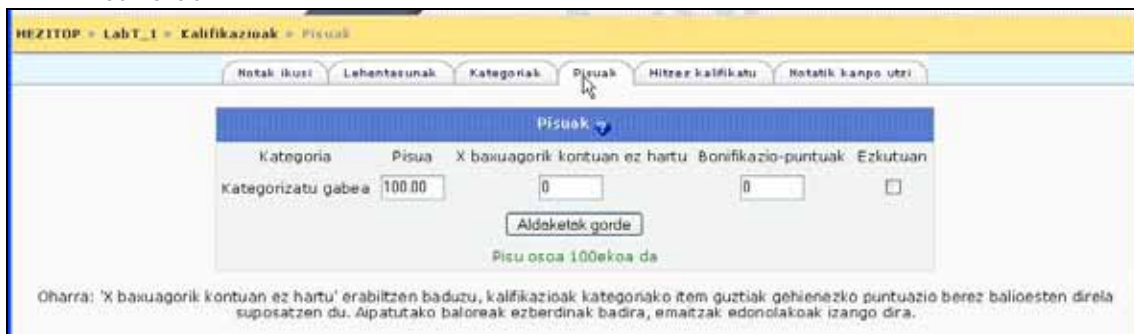 HEZITOP » LabT_1 » Kalifikazioak » Pisuak
Notak ikusi Lehentasunak Kategoriak Pisuak Hitzez kalifikatu Notatik kanpo utzi
Pisuak ?
Kategoria Pisua X baxuagorik kontuan ez hartu Bonifikazio-puntuak Ezkutuan
Kategorizatu gabea 100.00 0 0
Aldaketak gorde
Pisu osoa 100ekoa da
Oharra: 'X baxuagorik kontuan ez hartu' erabiltzen baduzu, kalifikazioak kategoriako item guztiak gehienezko puntuazio berez balioesten direla
suposatzen du. Aipatutako baloreak ezberdinak badira, emaitzak edonolakoak izango dira.